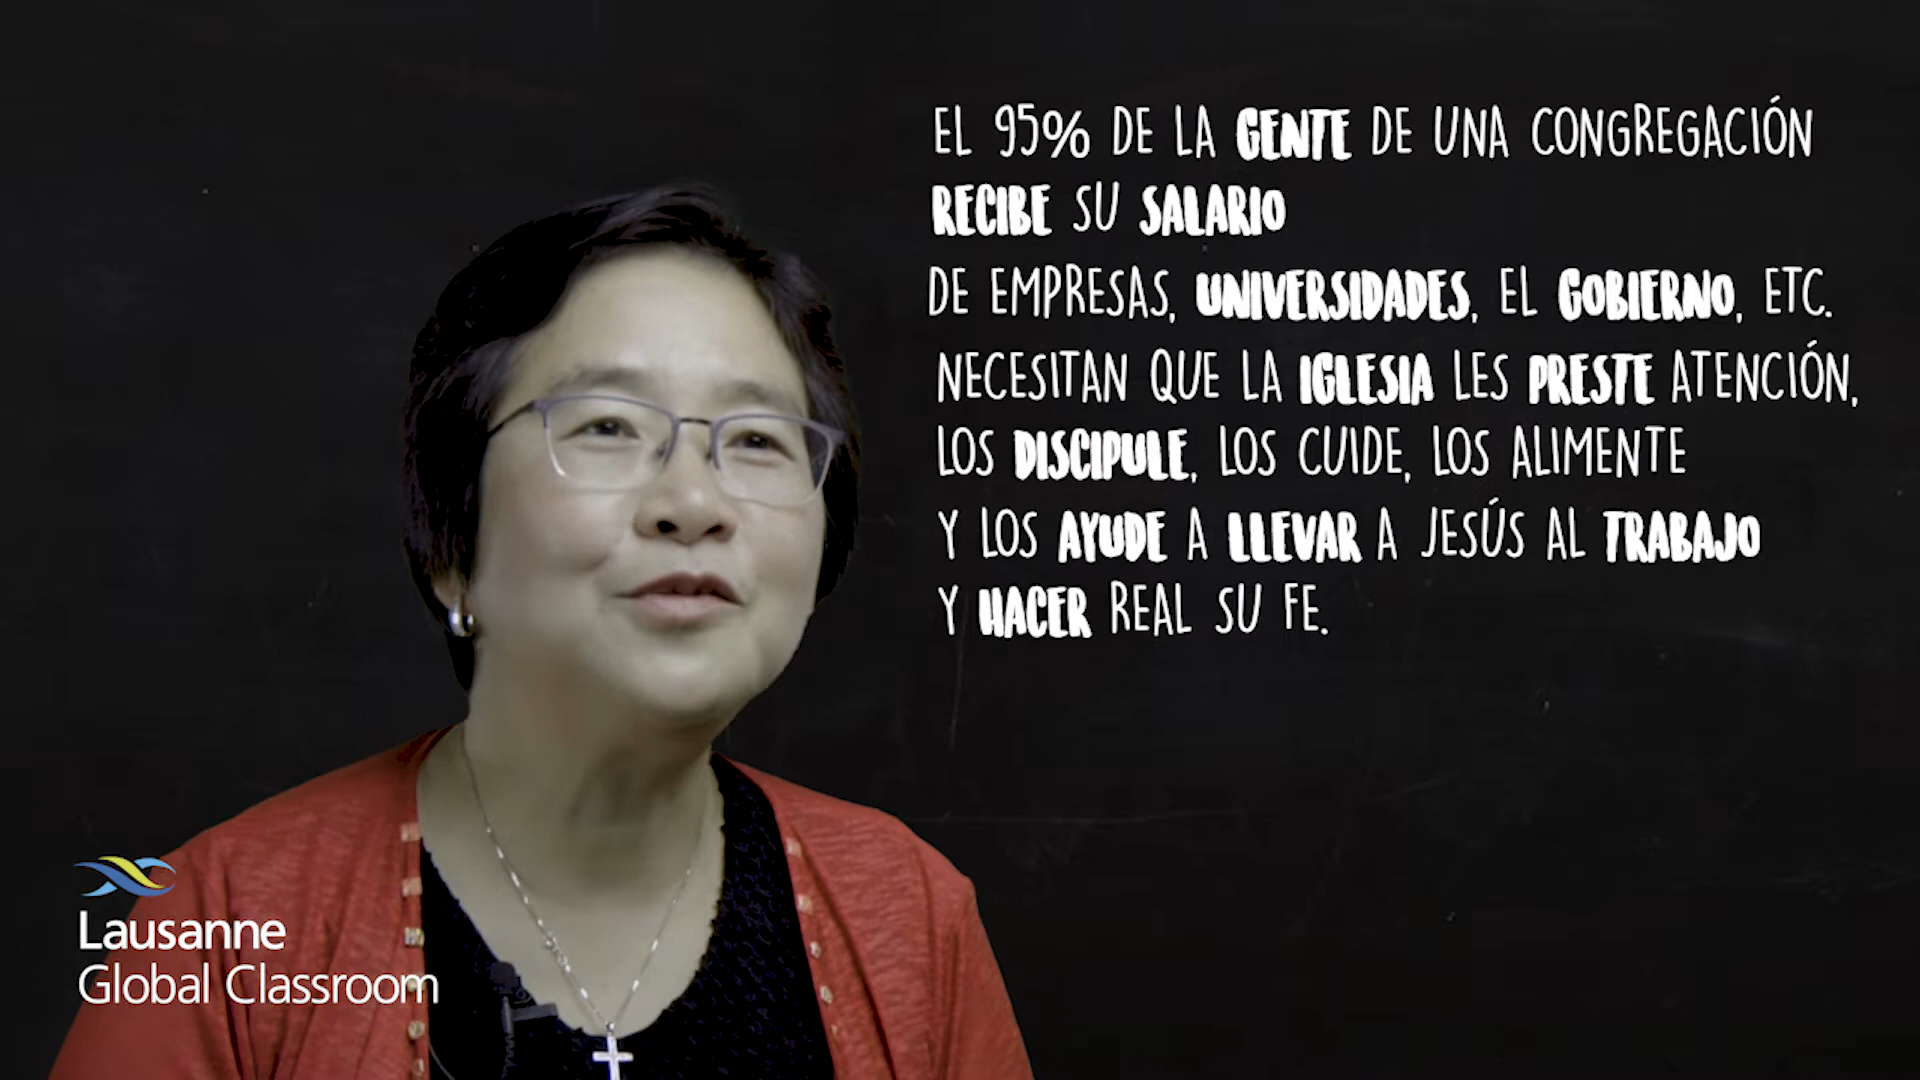 EL 95% DE LA GENTE DE UNA CONGREGACIÓN
RECIBE SU SALARIO
DE EMPRESAS, UNIVERSIDADES, EL GOBIERNO, ETC.
NECESITAN QUE LA IGLESIA LES PRESTE ATENCIÓN,
LOS DISCIPULE, LOS CUIDE, LOS ALIMENTE
Y LOS AYUDE A LLEVAR A JESÚS AL TRABAJO
Y HACER REAL SU FE.
Lausanne
Global Classroom